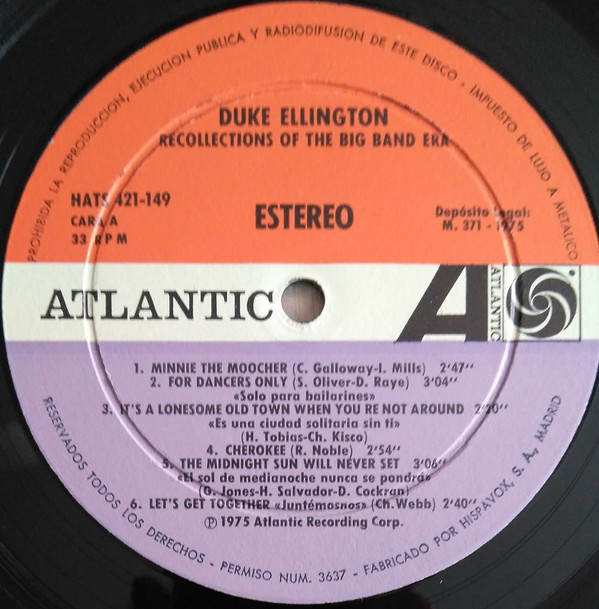 PROHIBIDA LA REPRODUCCION, EJECUCION PUBLICA Y RADIODIFUSION DE ESTE DISCO - IMPUESTO DE LUJO A METALICO
DUKE ELLINGTON
RECOLLECTIONS OF THE BIG BAND ERA
HATS 421-149
CARA A
33 RPM
ESTEREO
Depósito Legal:
M. 371 - 1975
ATLANTIC
A ATLANTIC
1. MINNIE THE MOOCHER (C. Galloway-I. Mills) 2'47''
2. FOR DANCERS ONLY (S. Oliver-D. Raye) 3'04''
«Solo para bailarines»
3. IT'S A LONESOME OLD TOWN WHEN YOU RE NOT AROUND 2'20''
«Es una ciudad solitaria sin ti»
(H. Tobias-Ch. Kisco)
4. CHEROKEE (R. Noble) 2'54''
5. THE MIDNIGHT SUN WILL NEVER SET 3'06''
«El sol de medianoche nunca se pondrá»
(G. Jones-H. Salvador-D. Cockran)
6. LET'S GET TOGETHER «Juntémosnos» (Ch. Webb) 2'40''
Ⓟ 1975 Atlantic Recording Corp.
RESERVADOS TODOS LOS DERECHOS - PERMISO NUM. 3637 - FABRICADO POR HISPAVOX, S. A., MADRID